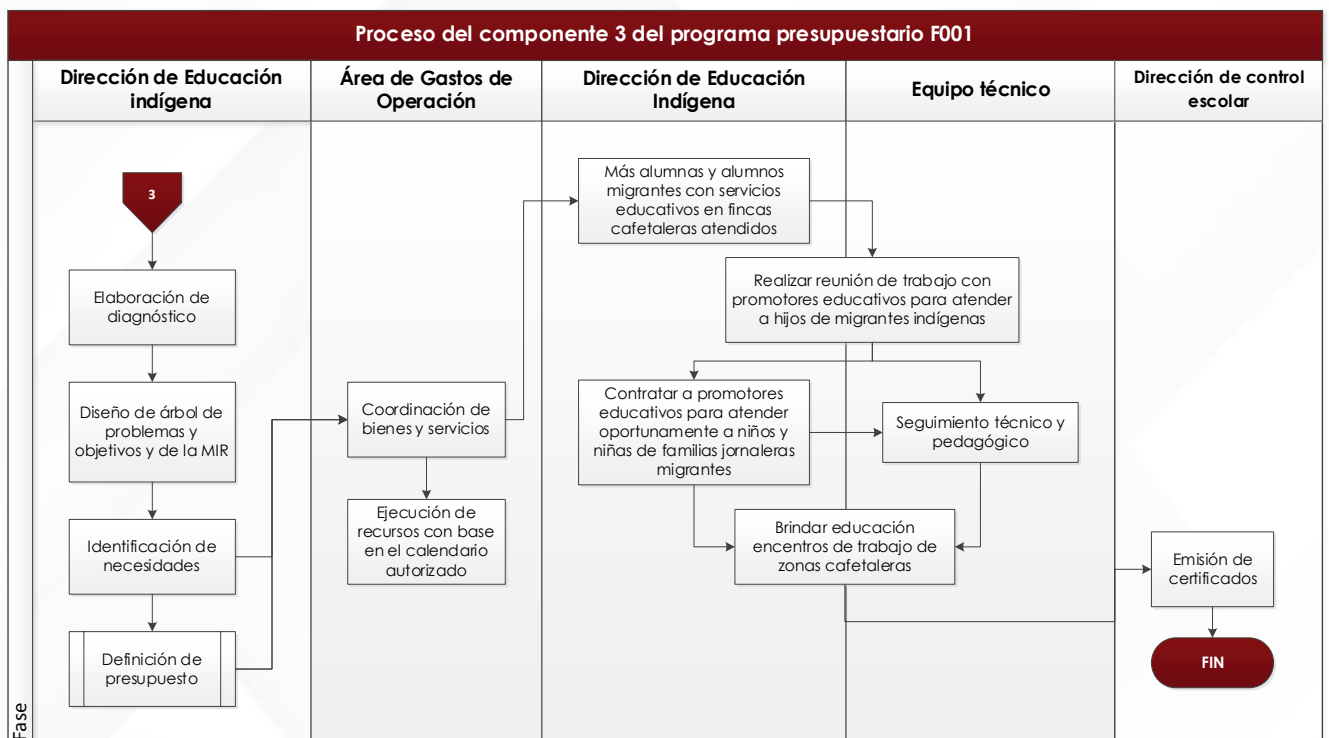 Proceso del componente 3 del programa presupuestario F001
Dirección de Educación
indígena
Área de Gastos de
Operación
Dirección de Educación
Indígena
Equipo técnico
Dirección de control
escolar
3
Elaboración de
diagnóstico
Diseño de árbol de
problemas y
objetivos y de la MIR
Identificación de
necesidades
Definición de
presupuesto
Coordinación de
bienes y servicios
Ejecución de
recursos con base
en el calendario
autorizado
Más alumnas y alumnos
migrantes con servicios
educativos en fincas
cafetaleras atendidos
Realizar reunión de trabajo con
promotores educativos para atender
a hijos de migrantes indígenas
Contratar a promotores
educativos para atender
oportunamente a niños y
niñas de familias jornaleras
migrantes
Seguimiento técnico y
pedagógico
Brindar educación
encentros de trabajo de
zonas cafetaleras
Emisión de
certificados
FIN
Fase